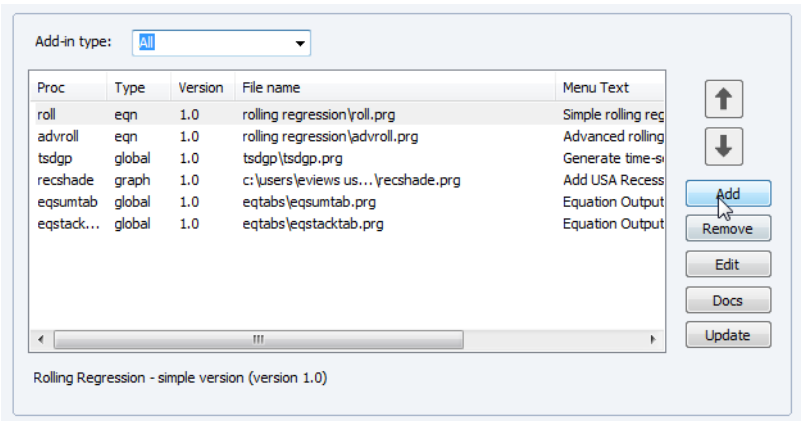 Add-in type: All
Proc Type Version File name Menu Text
roll eqn 1.0 rolling regression\roll.prg Simple rolling reg
advroll eqn 1.0 rolling regression\advroll.prg Advanced rolling
tsdgp global 1.0 tsdgp\tsdgp.prg Generate time-s
recshade graph 1.0 c:\users\eviews us...\recshade.prg Add USA Recess
eqsumtab global 1.0 eqtabs\eqsumtab.prg Equation Output
eqstack... global 1.0 eqtabs\eqstacktab.prg Equation Output
Add
Remove
Edit
Docs
Update
Rolling Regression - simple version (version 1.0)